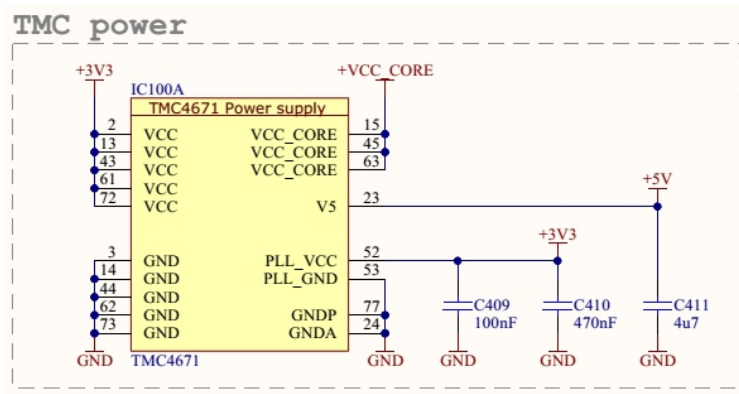 TMC power
+3V3
+VCC_CORE
IC100A
TMC4671 Power supply
2 VCC VCC_CORE 15
13 VCC VCC_CORE 45
43 VCC VCC_CORE 63
61 VCC
72 VCC V5 23
+5V
+3V3
3 GND PLL_VCC 52
14 GND PLL_GND 53
44 GND
62 GND GNDP 77
73 GND GNDA 24
C409
100nF
C410
470nF
C411
4u7
GND TMC4671 GND GND GND GND